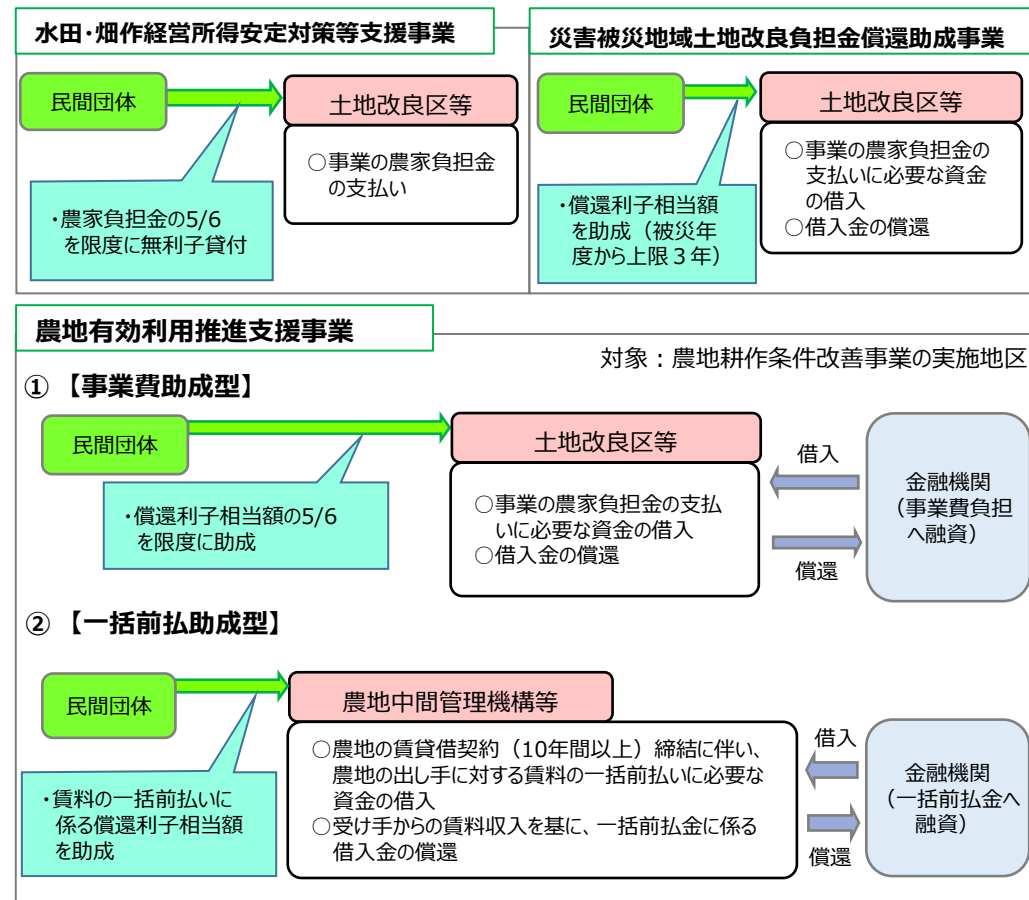 水田・畑作経営所得安定対策等支援事業
民間団体
土地改良区等
○事業の農家負担金
の支払い
・農家負担金の5/6
を限度に無利子貸付
災害被災地域土地改良負担金償還助成事業
民間団体
土地改良区等
○事業の農家負担金の
支払いに必要な資金
の借入
○借入金の償還
・償還利子相当額
を助成（被災年
度から上限３年）
農地有効利用推進支援事業
対象：農地耕作条件改善事業の実施地区
① 【事業費助成型】
民間団体
土地改良区等
○事業の農家負担金の支払
いに必要な資金の借入
○借入金の償還
・償還利子相当額の5/6
を限度に助成
借入
償還
金融機関
（事業費負担
へ融資）
② 【一括前払助成型】
民間団体
農地中間管理機構等
○農地の賃貸借契約（10年間以上）締結に伴い、
農地の出し手に対する賃料の一括前払いに必要な
資金の借入
○受け手からの賃料収入を基に、一括前払金に係る
借入金の償還
・賃料の一括前払いに
係る償還利子相当額
を助成
借入
償還
金融機関
（一括前払金へ
融資）